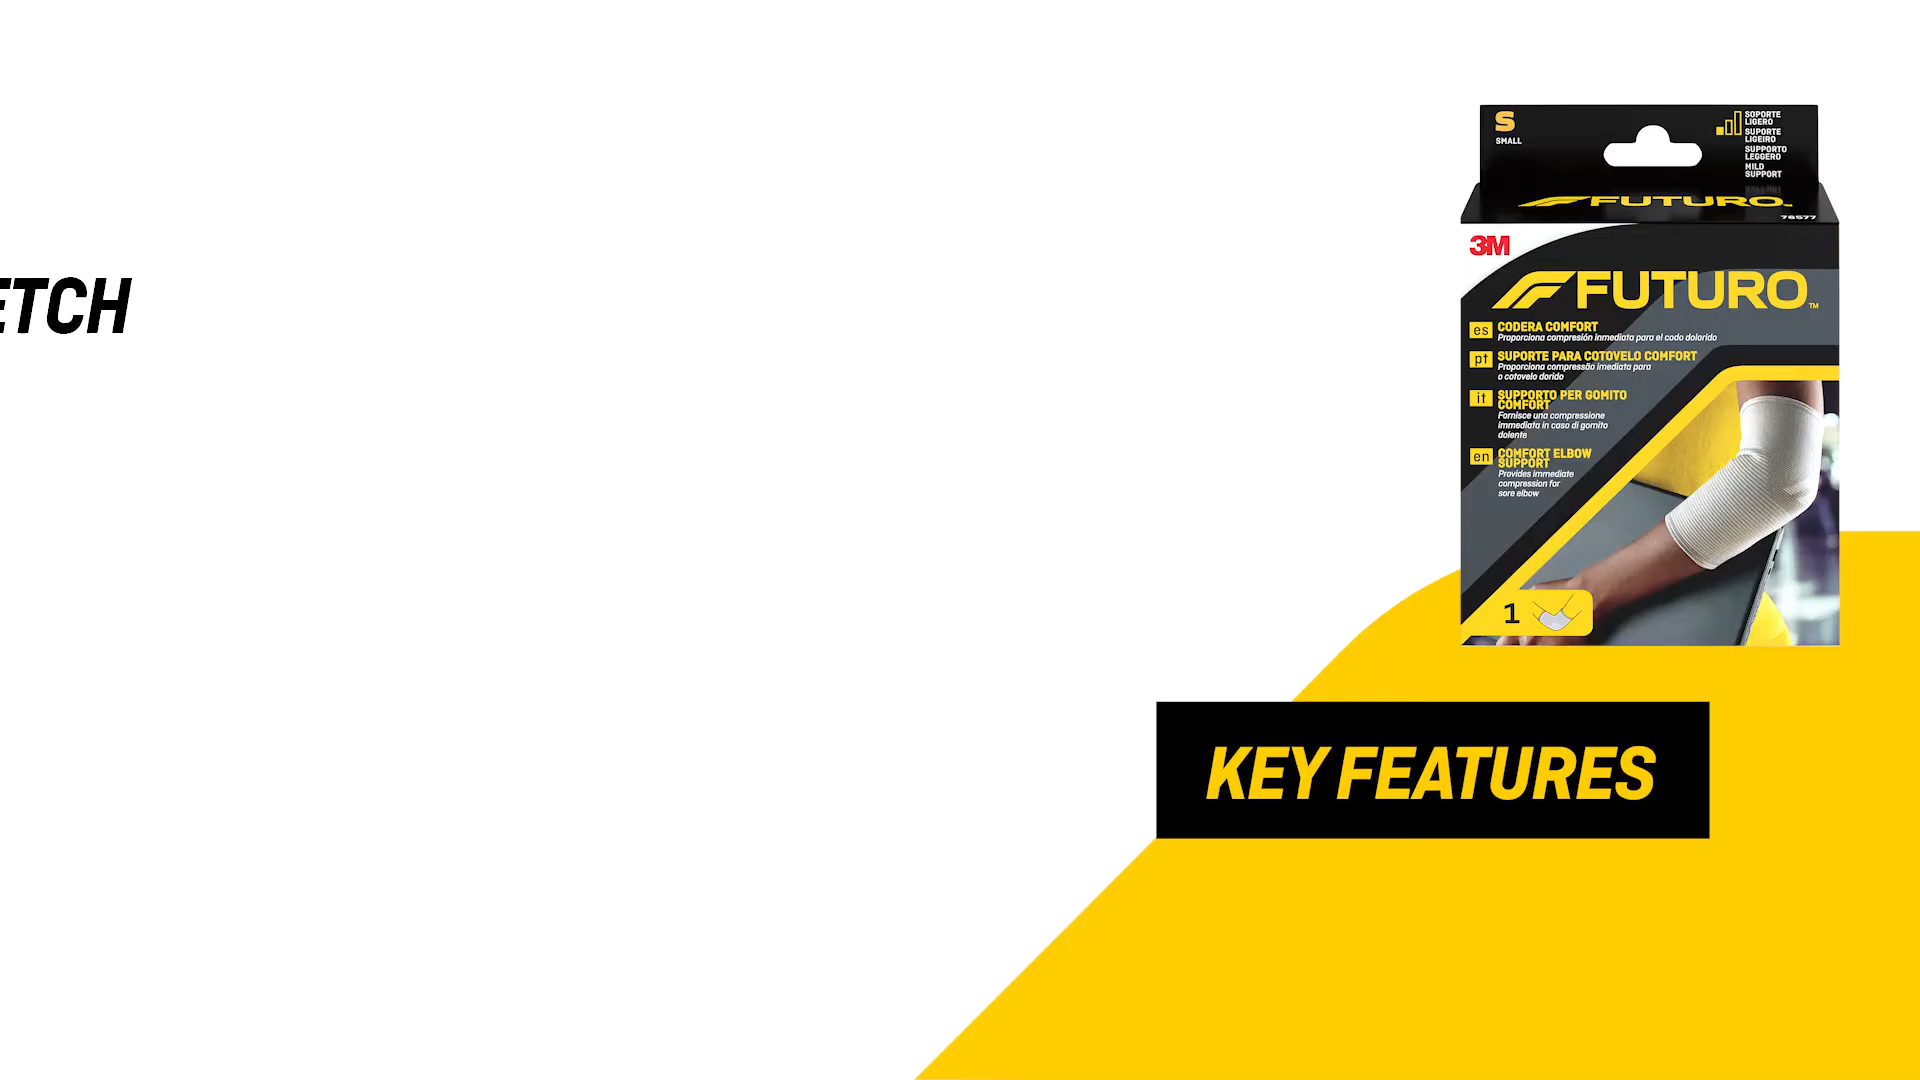 ETCH
S
SMALL
SOPORTE
LIGERO
SUPORTE
LIGEIRO
SUPPORTO
LEGGERO
MILD
SUPPORT
FUTURO
76577
3M
FUTURO™
es CODERA COMFORT
Proporciona compresión inmediata para el codo dolorido
pt SUPORTE PARA COTOVELO COMFORT
Proporciona compressão imediata para
o cotovelo dorido
it SUPPORTO PER GOMITO
COMFORT
Fornisce una compressione
immediata in caso di gomito
dolente
en COMFORT ELBOW
SUPPORT
Provides immediate
compression for
sore elbow
1
KEY FEATURES